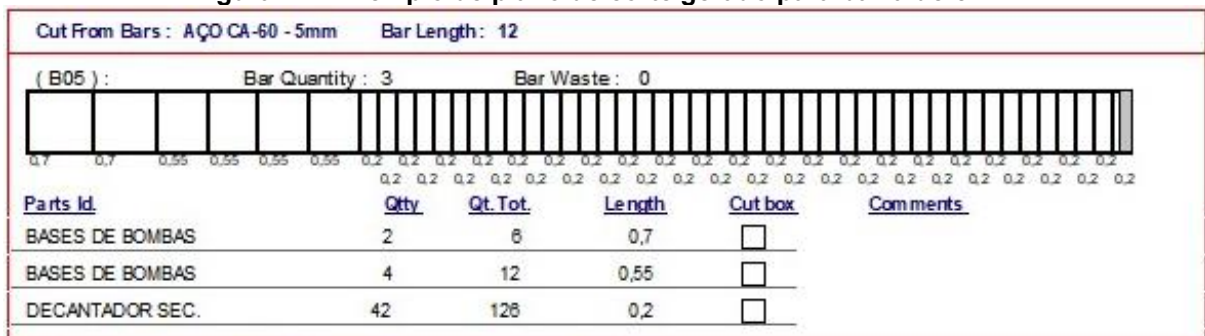 Cut From Bars : AÇO CA-60 - 5mm Bar Length : 12
( B05 ) : Bar Quantity : 3 Bar Waste : 0
0,7 0,7 0,55 0,55 0,55 0,55 0,2 0,2 0,2 0,2 0,2 0,2 0,2 0,2 0,2 0,2 0,2 0,2 0,2 0,2 0,2 0,2 0,2 0,2 0,2 0,2 0,2
0,2 0,2 0,2 0,2 0,2 0,2 0,2 0,2 0,2 0,2 0,2 0,2 0,2 0,2 0,2 0,2 0,2 0,2 0,2 0,2 0,2
Parts Id. Qtty Qt. Tot. Length Cut box Comments
BASES DE BOMBAS 2 6 0,7
BASES DE BOMBAS 4 12 0,55
DECANTADOR SEC. 42 126 0,2